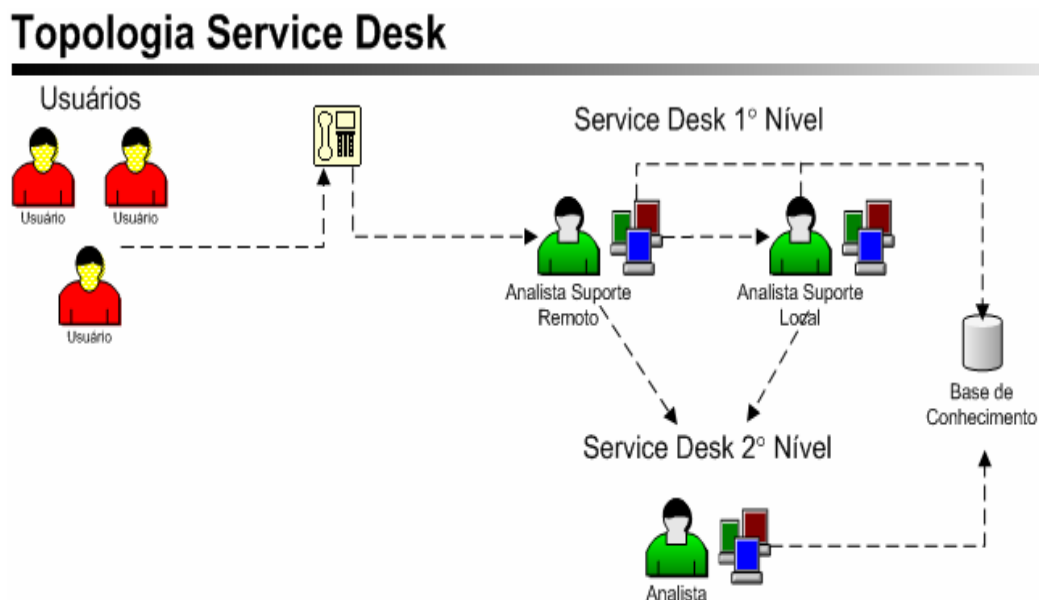 Topologia Service Desk
Usuários
Usuário
Usuário
Usuário
Service Desk 1° Nível
Analista Suporte
Remoto
Analista Suporte
Local
Base de
Conhecimento
Service Desk 2° Nível
Analista